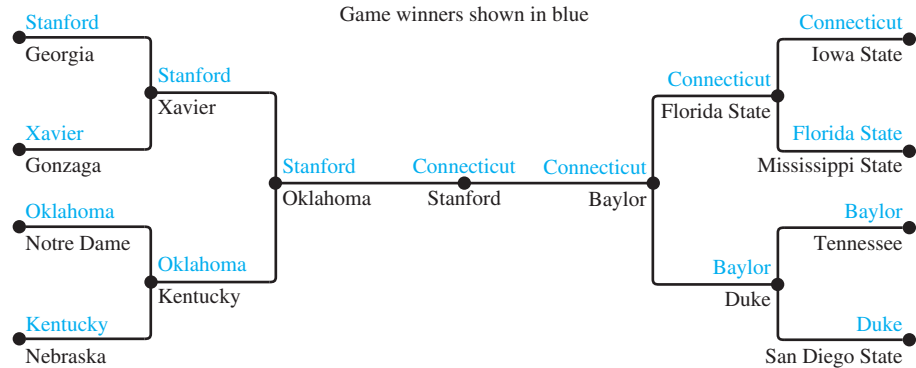 Game winners shown in blue
Stanford
Georgia
Stanford
Xavier
Xavier
Gonzaga
Stanford
Oklahoma
Oklahoma
Notre Dame
Oklahoma
Kentucky
Kentucky
Nebraska
Connecticut
Stanford
Connecticut
Baylor
Connecticut
Florida State
Connecticut
Iowa State
Florida State
Mississippi State
Baylor
Duke
Baylor
Tennessee
Duke
San Diego State